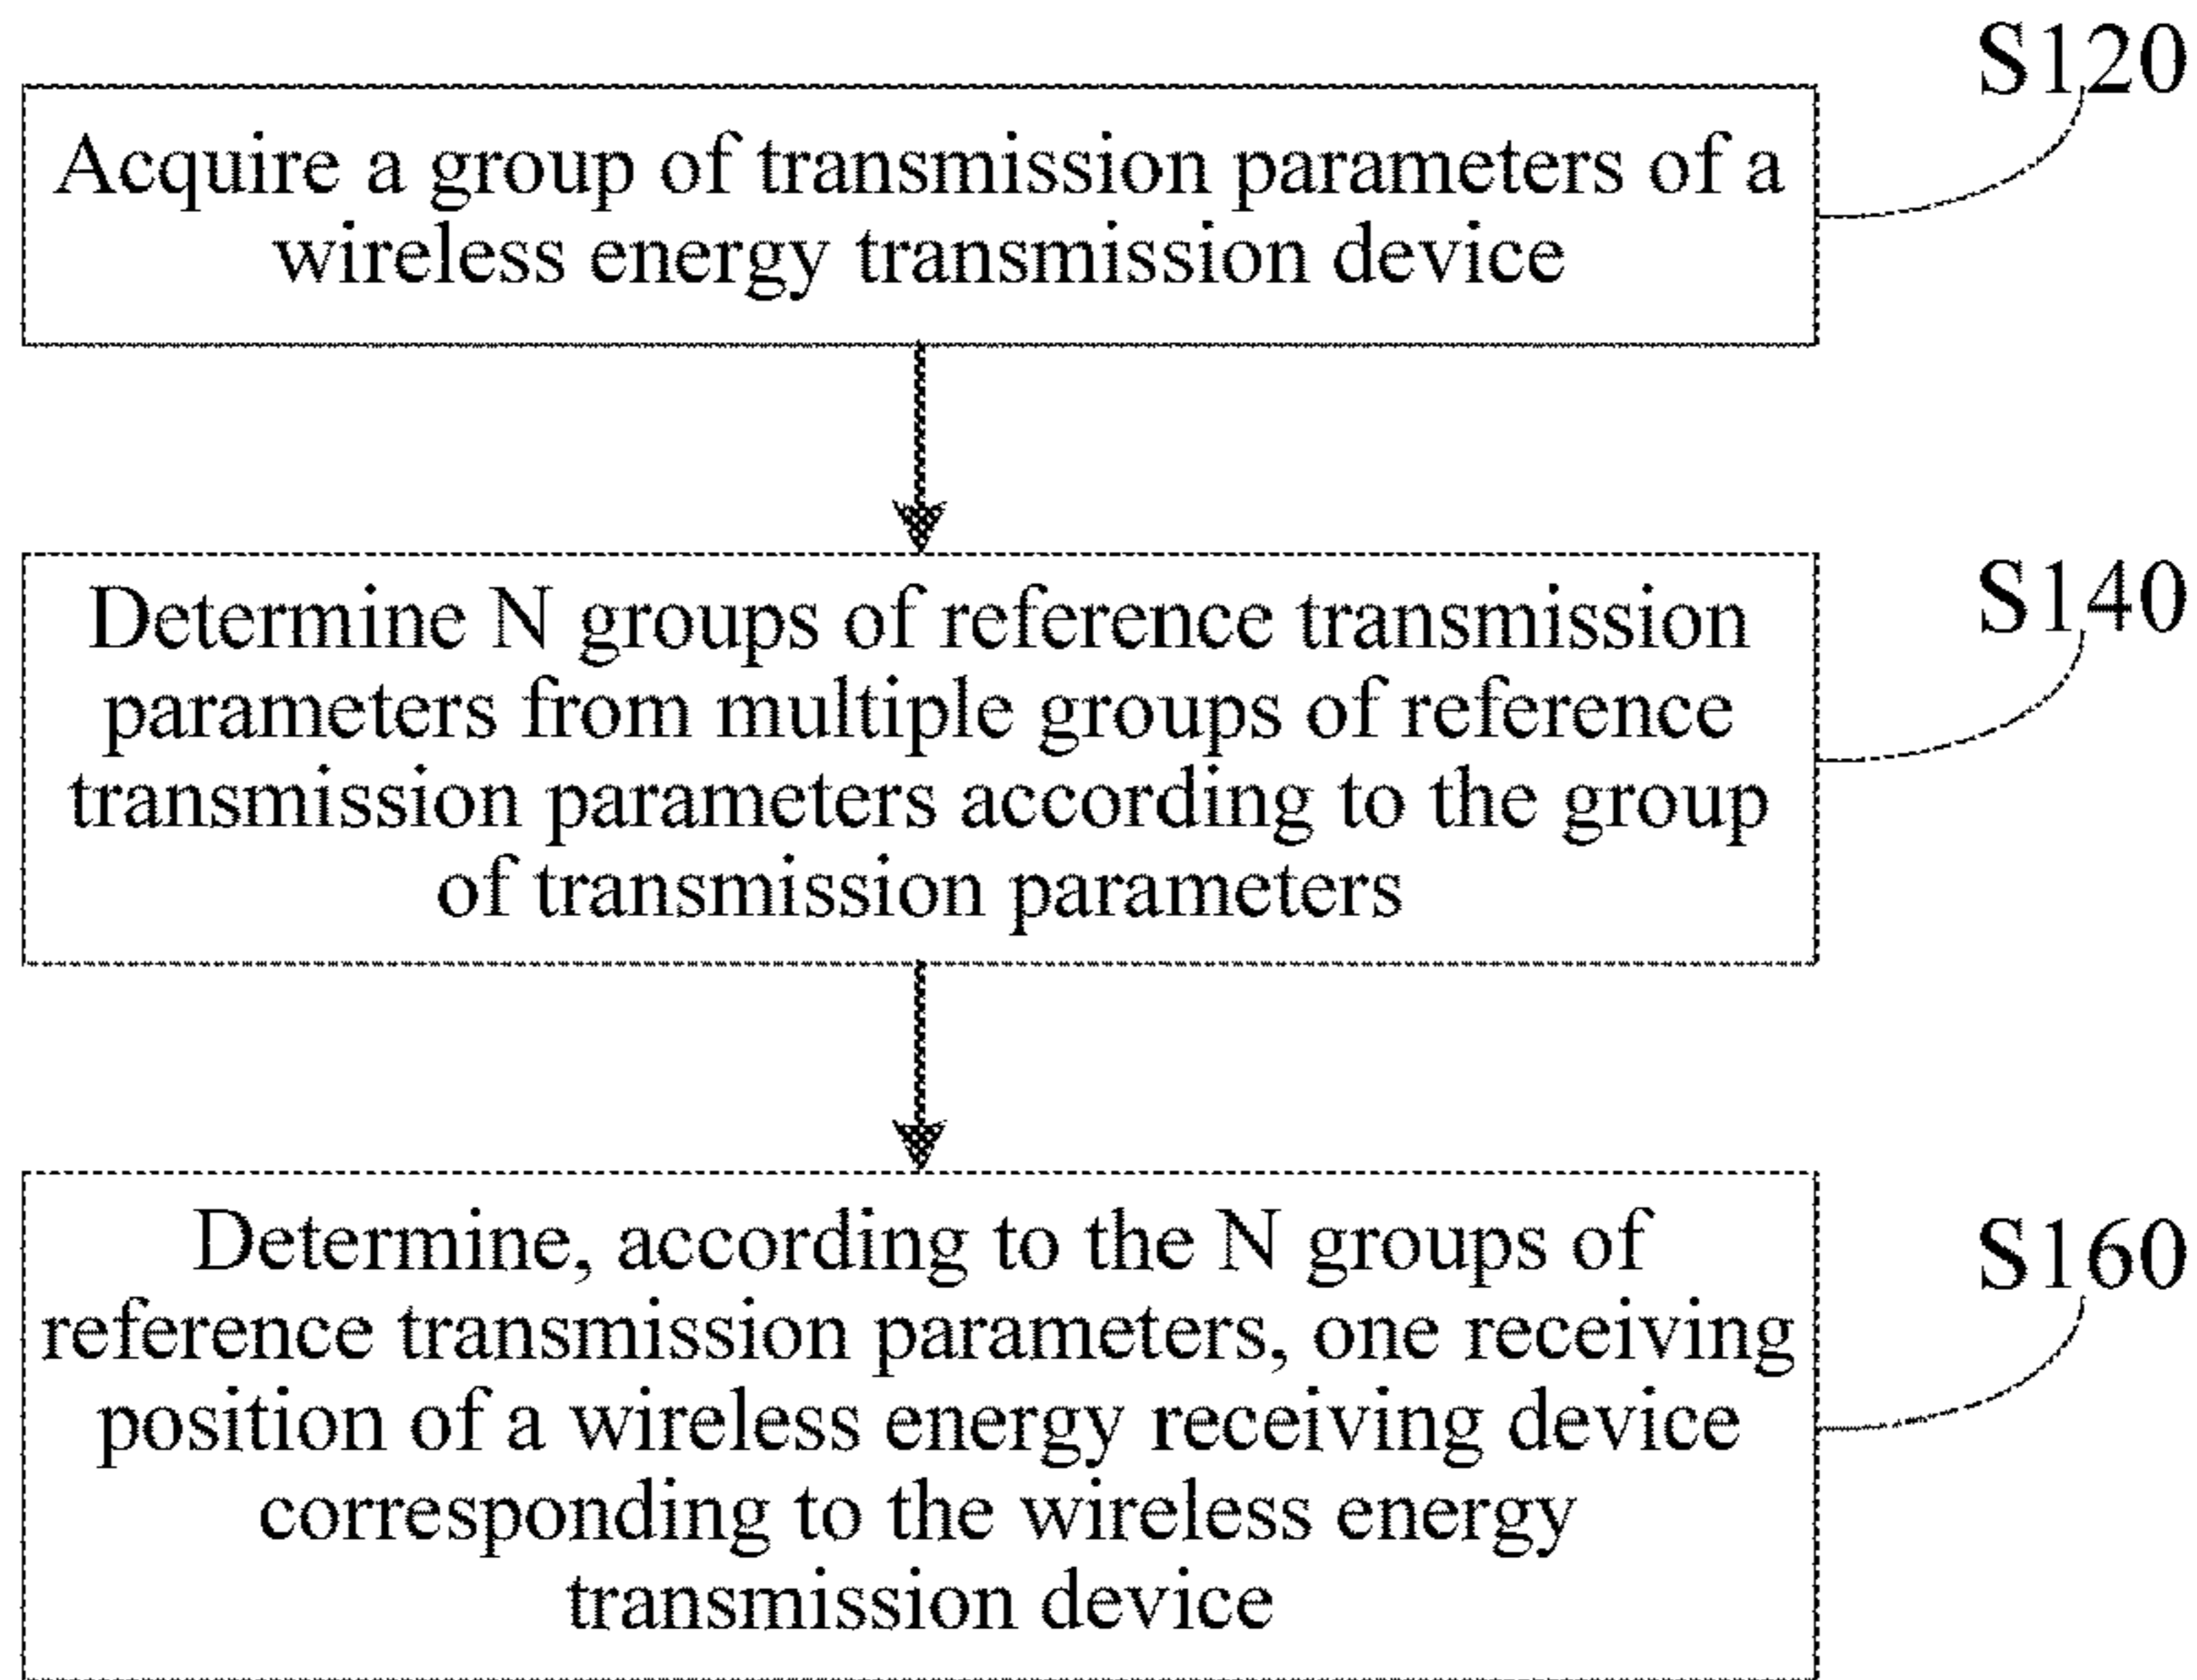 S120
Acquire a group of transmission parameters of a
wireless energy transmission device
S140
Determine N groups of reference transmission
parameters from multiple groups of reference
transmission parameters according to the group
of transmission parameters
S160
Determine, according to the N groups of
reference transmission parameters, one receiving
position of a wireless energy receiving device
corresponding to the wireless energy
transmission device